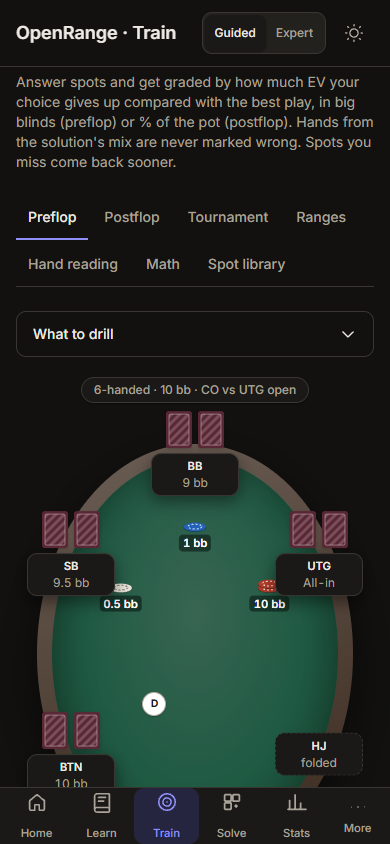 OpenRange · Train
Guided
Expert
Answer spots and get graded by how much EV your
choice gives up compared with the best play, in big
blinds (preflop) or % of the pot (postflop). Hands from
the solution's mix are never marked wrong. Spots you
miss come back sooner.
Preflop
Postflop
Tournament
Ranges
Hand reading
Math
Spot library
What to drill
6-handed · 10 bb · CO vs UTG open
BB
9 bb
1 bb
SB
9.5 bb
UTG
All-in
0.5 bb
10 bb
D
HJ
folded
BTN
10 bb
Home
Learn
Train
Solve
Stats
More